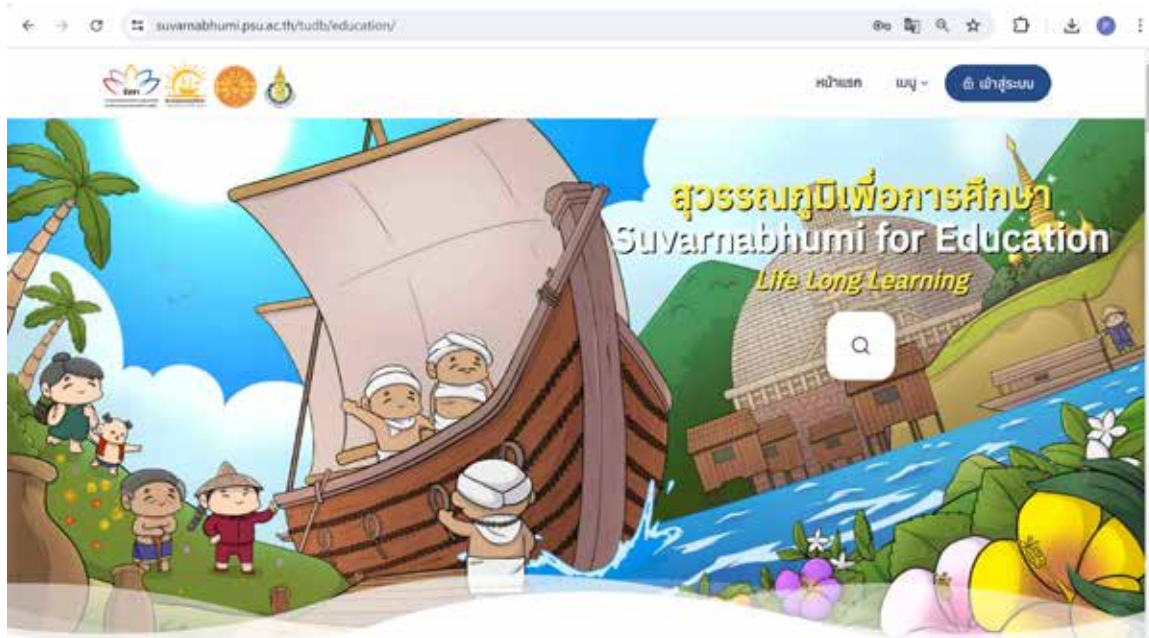 suvarnabhumi.psu.ac.th/tudb/education/
หน้าแรก เมนู เข้าสู่ระบบ
สุวรรณภูมิเพื่อการศึกษา
Suvarnabhumi for Education
Life Long Learning